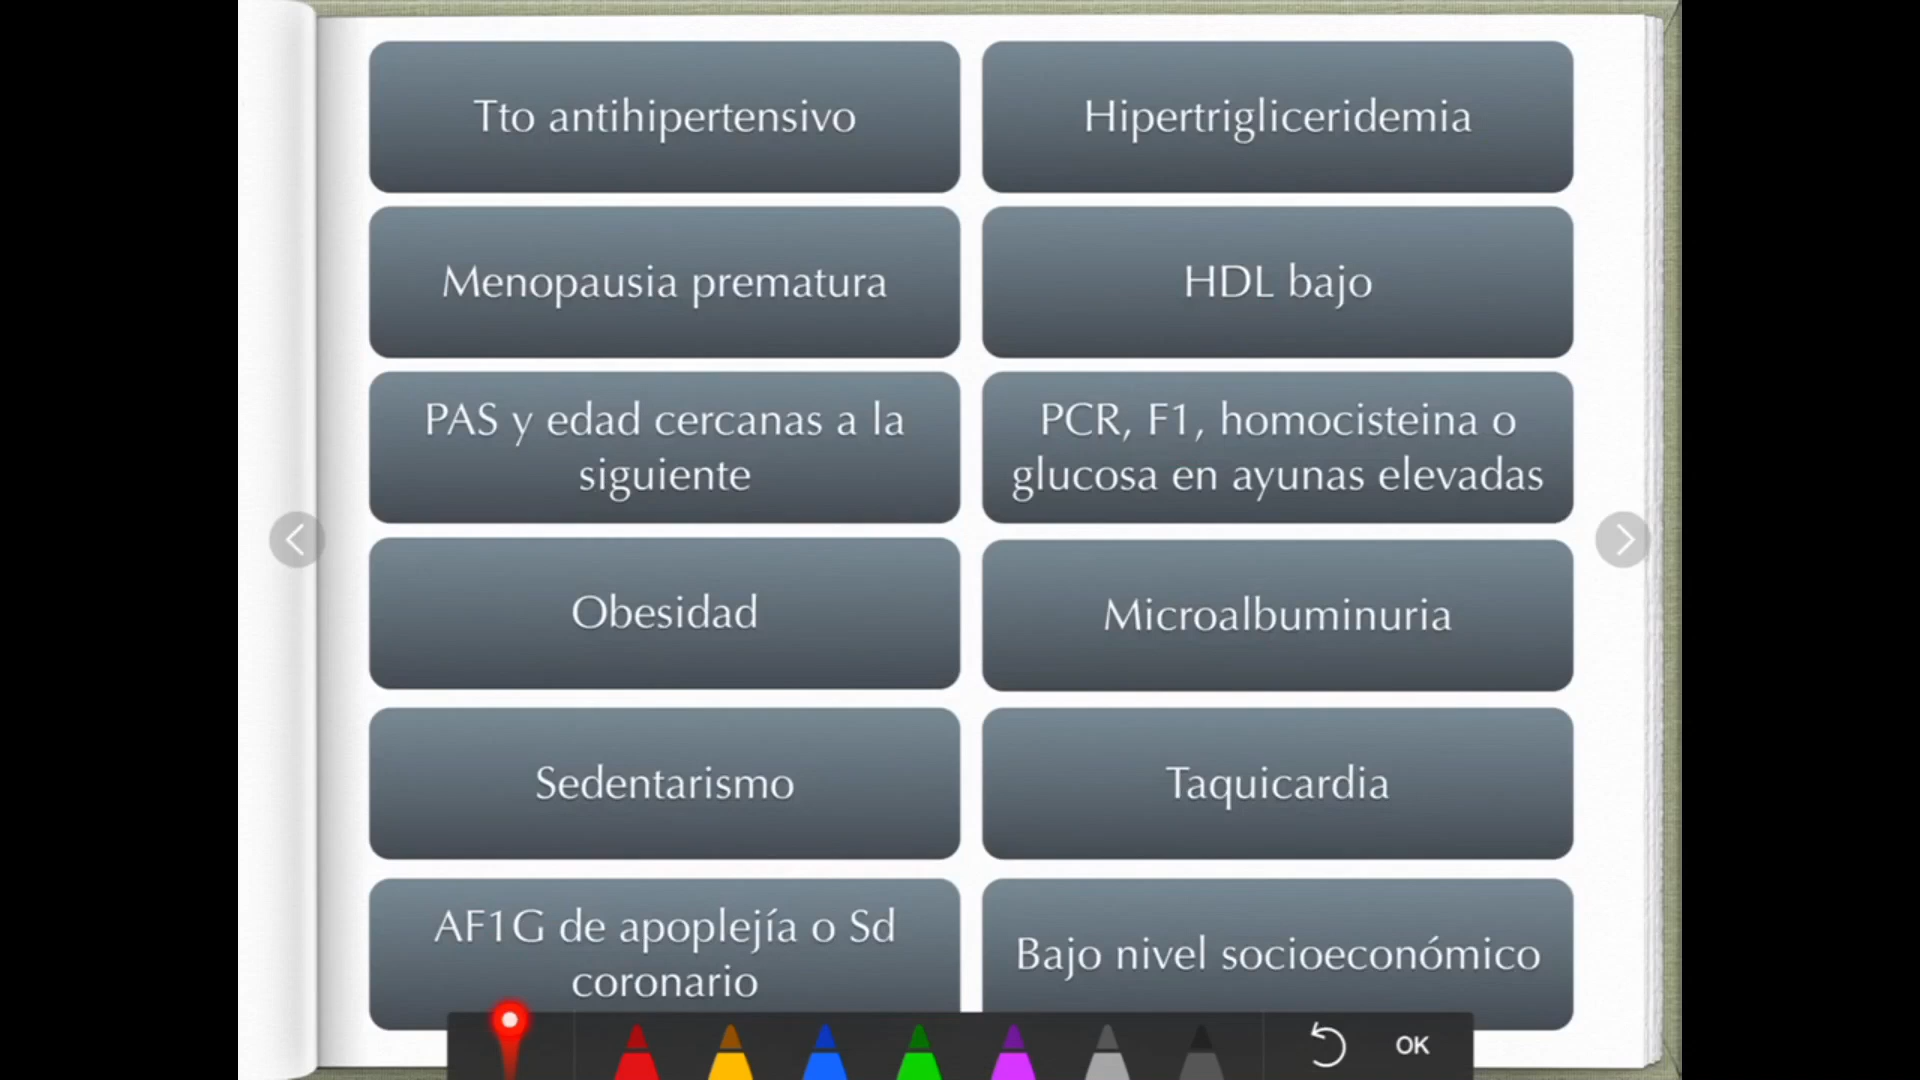 Tto antihipertensivo
Hipertrigliceridemia
Menopausia prematura
HDL bajo
PAS y edad cercanas a la
siguiente
PCR, F1, homocisteina o
glucosa en ayunas elevadas
Obesidad
Microalbuminuria
Sedentarismo
Taquicardia
AF1G de apoplejía o Sd
coronario
Bajo nivel socioeconómico
OK